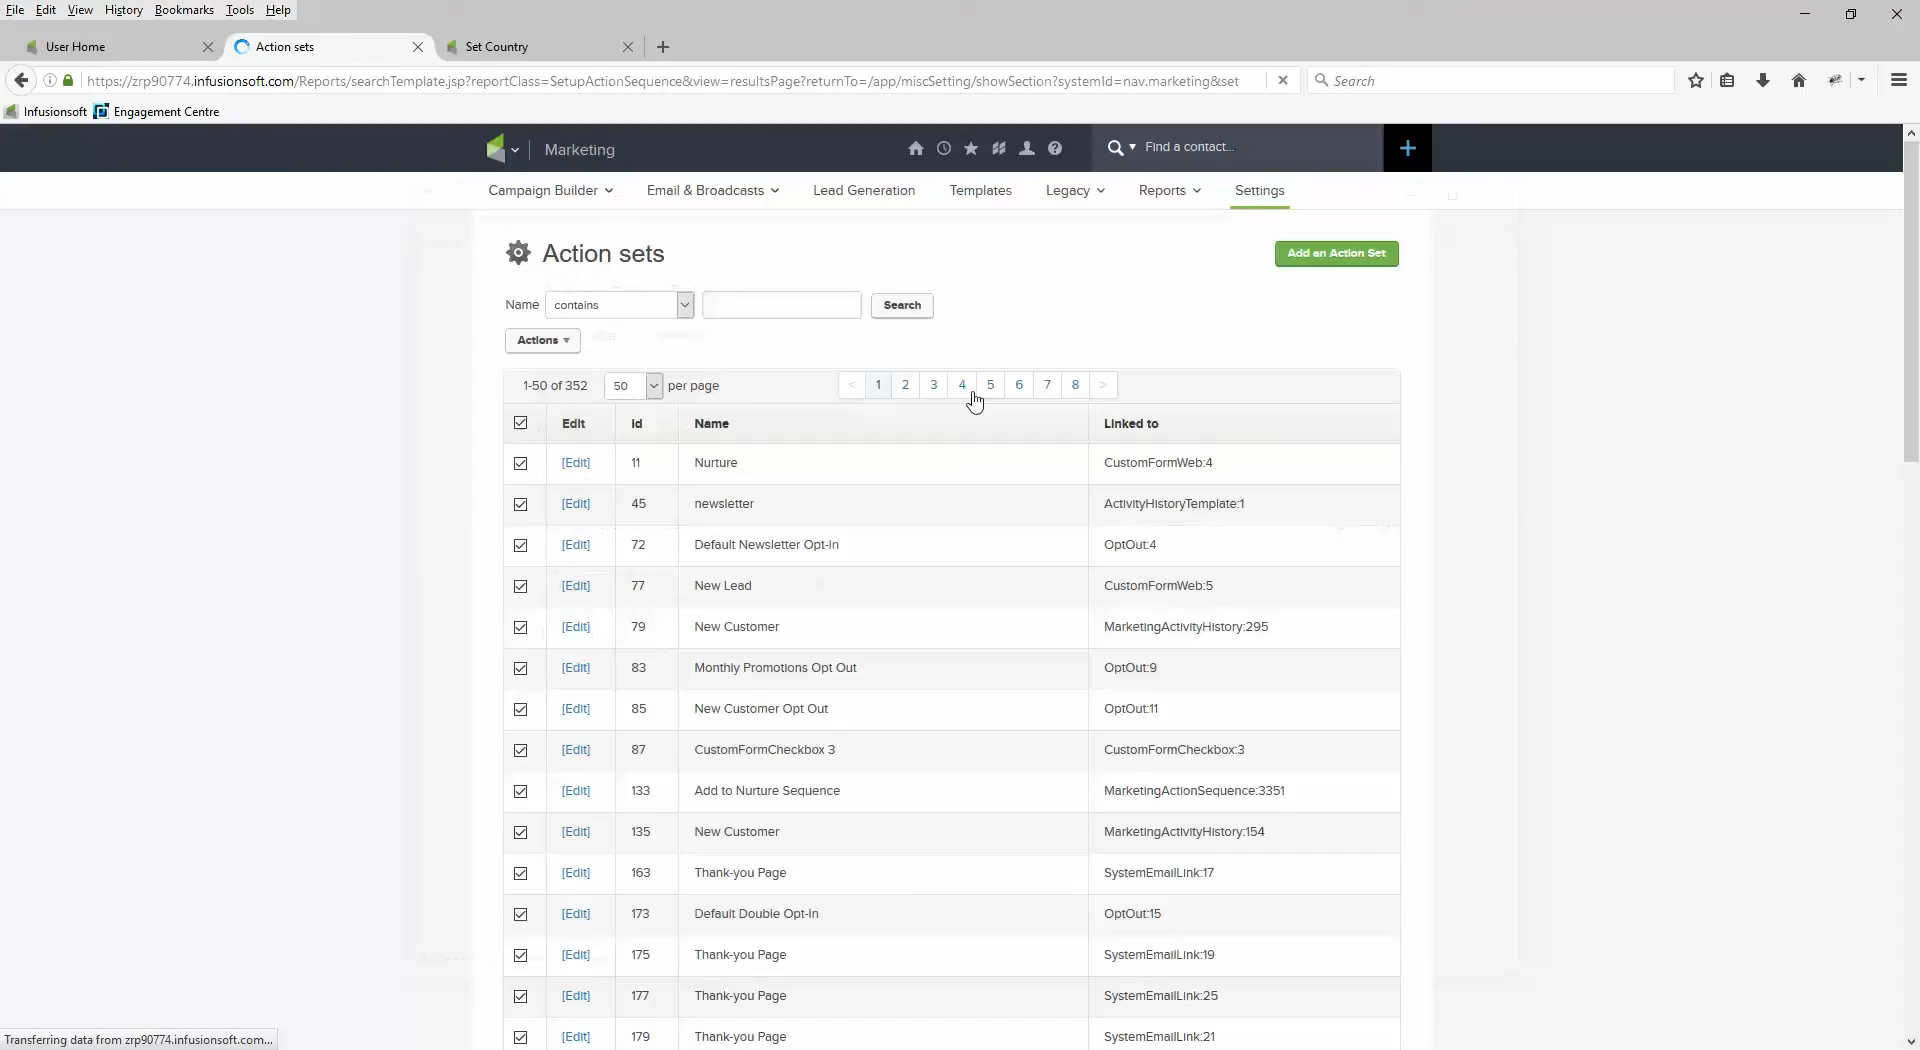 File Edit View History Bookmarks Tools Help
User Home
Action sets
Set Country
https://zrp90774.infusionsoft.com/Reports/searchTemplate.jsp?reportClass=SetupActionSequence&view=resultsPage?returnTo=/app/miscSetting/showSection?systemId=nav.marketing&set
Search
Infusionsoft Engagement Centre
Marketing
Find a contact...
Campaign Builder Email & Broadcasts Lead Generation Templates Legacy Reports Settings
Action sets
Add an Action Set
Name contains Search
Actions
1-50 of 352 50 per page < 1 2 3 4 5 6 7 8 >
Edit Id Name Linked to
[Edit] 11 Nurture CustomFormWeb:4
[Edit] 45 newsletter ActivityHistoryTemplate:1
[Edit] 72 Default Newsletter Opt-In OptOut:4
[Edit] 77 New Lead CustomFormWeb:5
[Edit] 79 New Customer MarketingActivityHistory:295
[Edit] 83 Monthly Promotions Opt Out OptOut:9
[Edit] 85 New Customer Opt Out OptOut:11
[Edit] 87 CustomFormCheckbox 3 CustomFormCheckbox:3
[Edit] 133 Add to Nurture Sequence MarketingActionSequence:3351
[Edit] 135 New Customer MarketingActivityHistory:154
[Edit] 163 Thank-you Page SystemEmailLink:17
[Edit] 173 Default Double Opt-In OptOut:15
[Edit] 175 Thank-you Page SystemEmailLink:19
[Edit] 177 Thank-you Page SystemEmailLink:25
[Edit] 179 Thank-you Page SystemEmailLink:21
Transferring data from zrp90774.infusionsoft.com...